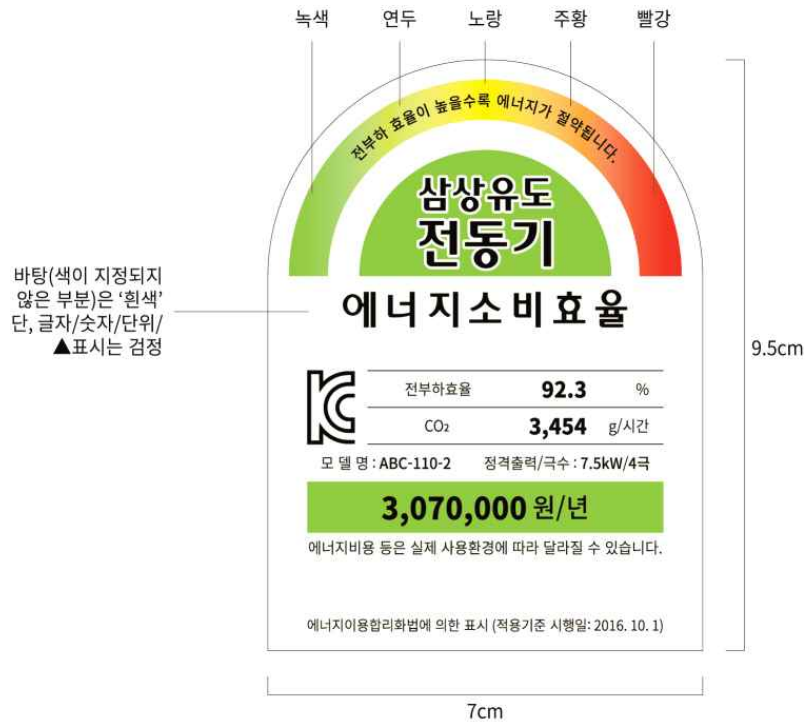 녹색 연두 노랑 주황 빨강
전부하 효율이 높을수록 에너지가 절약됩니다.
삼상유도
전동기
바탕(색이 지정되지
않은 부분)은 ‘흰색’
단, 글자/숫자/단위/
▲표시는 검정
에너지소비효율
9.5cm
전부하효율 92.3 %
CO₂ 3,454 g/시간
모 델 명 : ABC-110-2 정격출력/극수 : 7.5kW/4극
3,070,000 원/년
에너지비용 등은 실제 사용환경에 따라 달라질 수 있습니다.
에너지이용합리화법에 의한 표시 (적용기준 시행일: 2016. 10. 1)
7cm